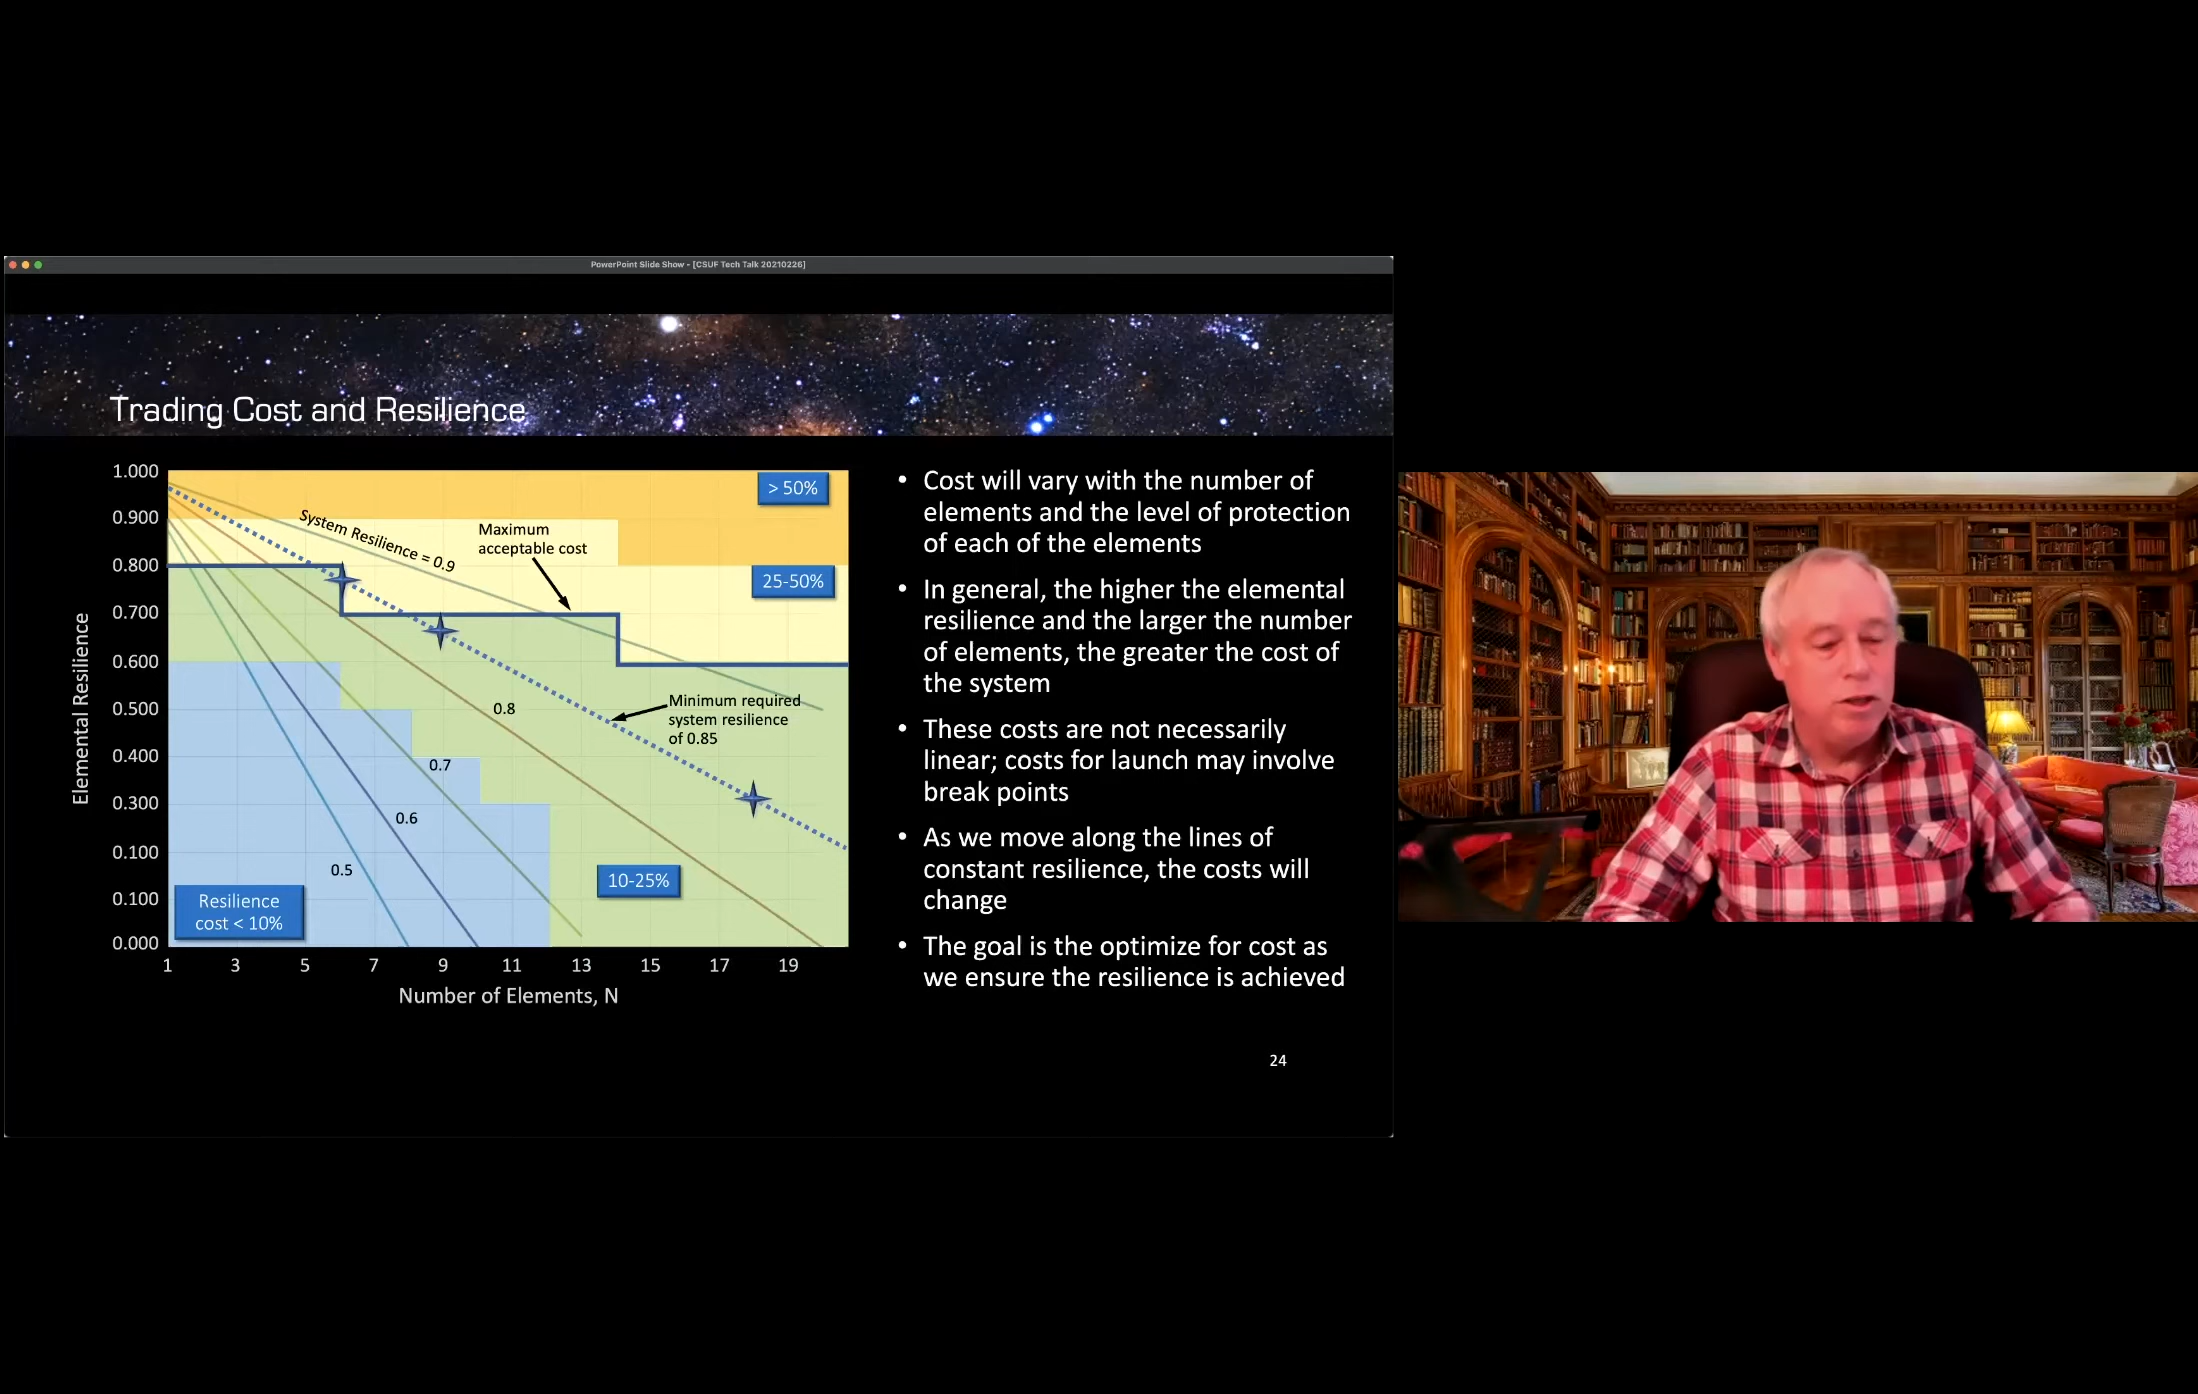 PowerPoint Slide Show - [CSUF Tech Talk 20210226]
Trading Cost and Resilience
1.000
0.900
0.800
0.700
0.600
0.500
0.400
0.300
0.100
0.100
0.000
Elemental Resilience
1 3 5 7 9 11 13 15 17 19
Number of Elements, N
> 50%
25-50%
10-25%
Resilience
cost < 10%
System Resilience = 0.9
Maximum
acceptable cost
Minimum required
system resilience
of 0.85
0.8
0.7
0.6
0.5
• Cost will vary with the number of
elements and the level of protection
of each of the elements
• In general, the higher the elemental
resilience and the larger the number
of elements, the greater the cost of
the system
• These costs are not necessarily
linear; costs for launch may involve
break points
• As we move along the lines of
constant resilience, the costs will
change
• The goal is the optimize for cost as
we ensure the resilience is achieved
24